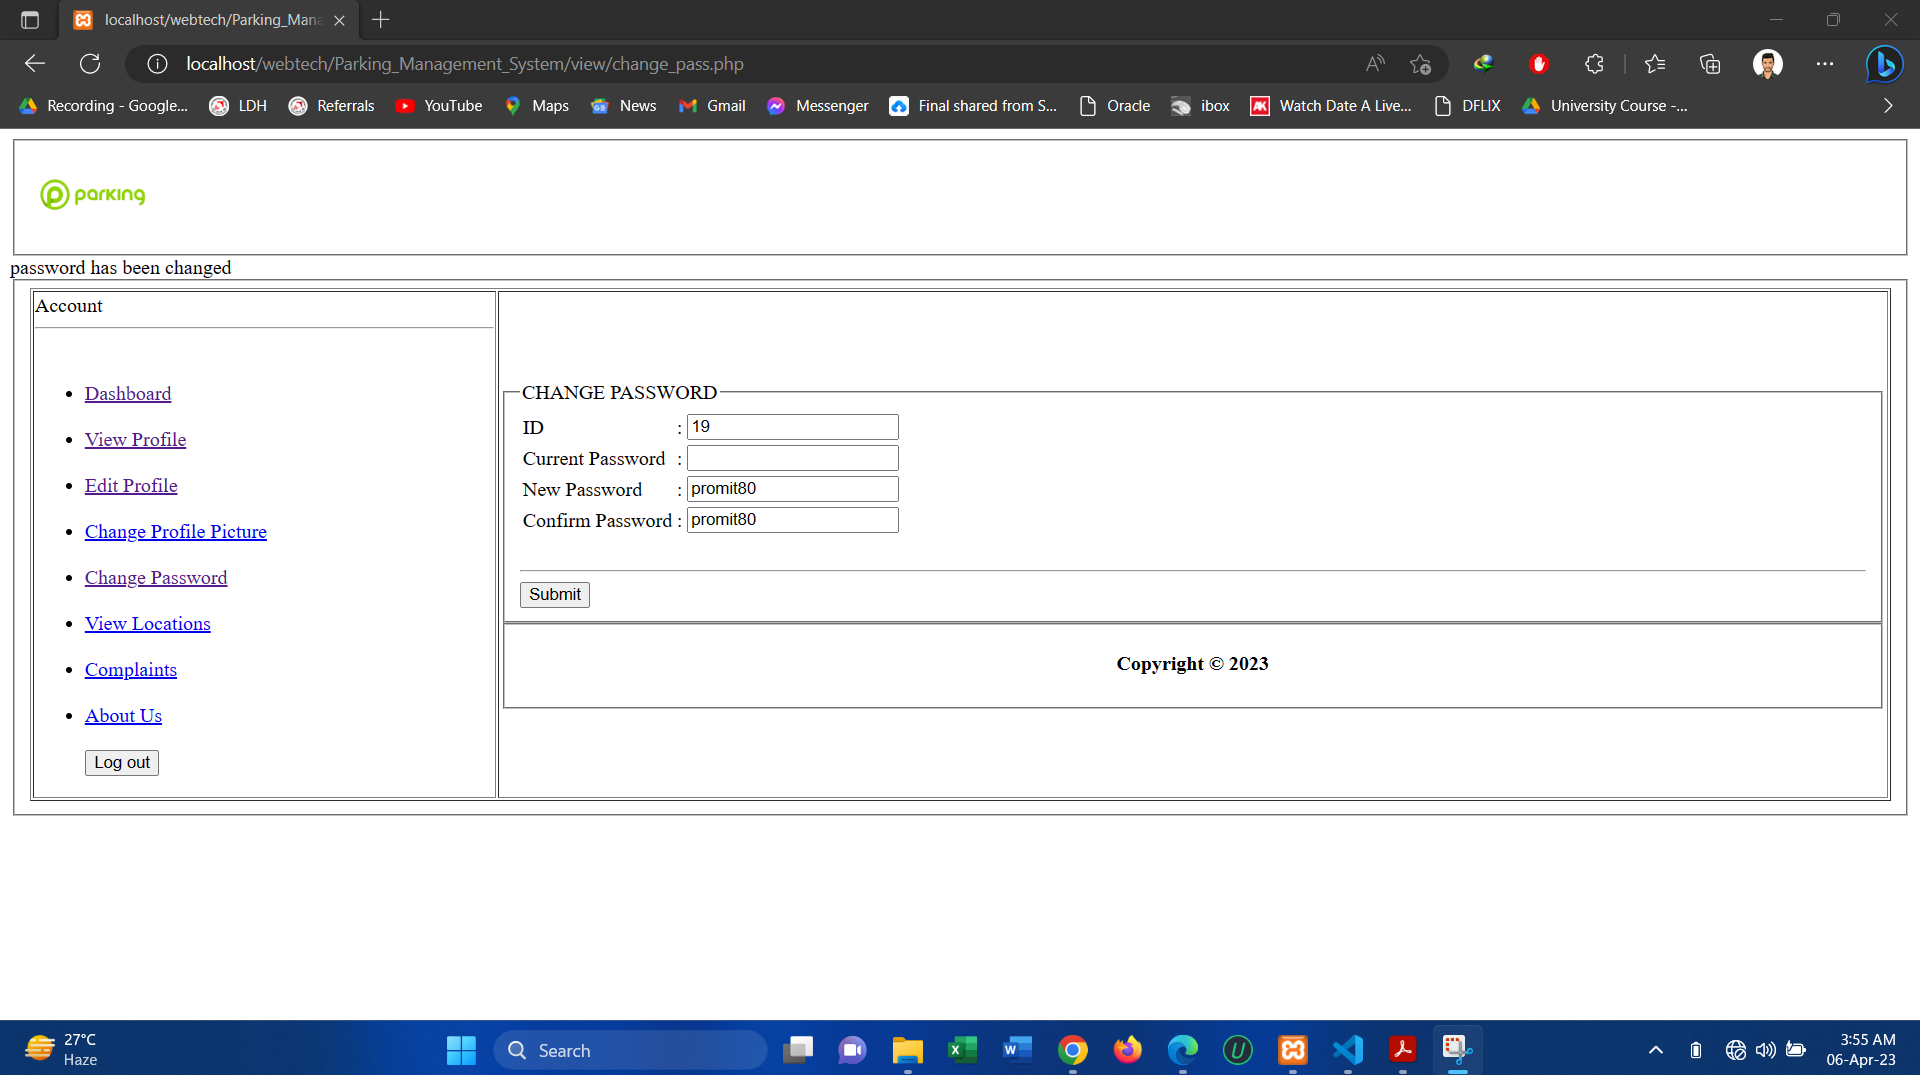 localhost/webtech/Parking_Mana
localhost/webtech/Parking_Management_System/view/change_pass.php
Recording - Google... LDH Referrals YouTube Maps News Gmail Messenger Final shared from S... Oracle ibox Watch Date A Live... DFLIX University Course -...
parking
password has been changed
Account
Dashboard
View Profile
Edit Profile
Change Profile Picture
Change Password
View Locations
Complaints
About Us
Log out
CHANGE PASSWORD
ID : 19
Current Password :
New Password : promit80
Confirm Password : promit80
Submit
Copyright © 2023
27°C
Haze
Search
3:55 AM
06-Apr-23